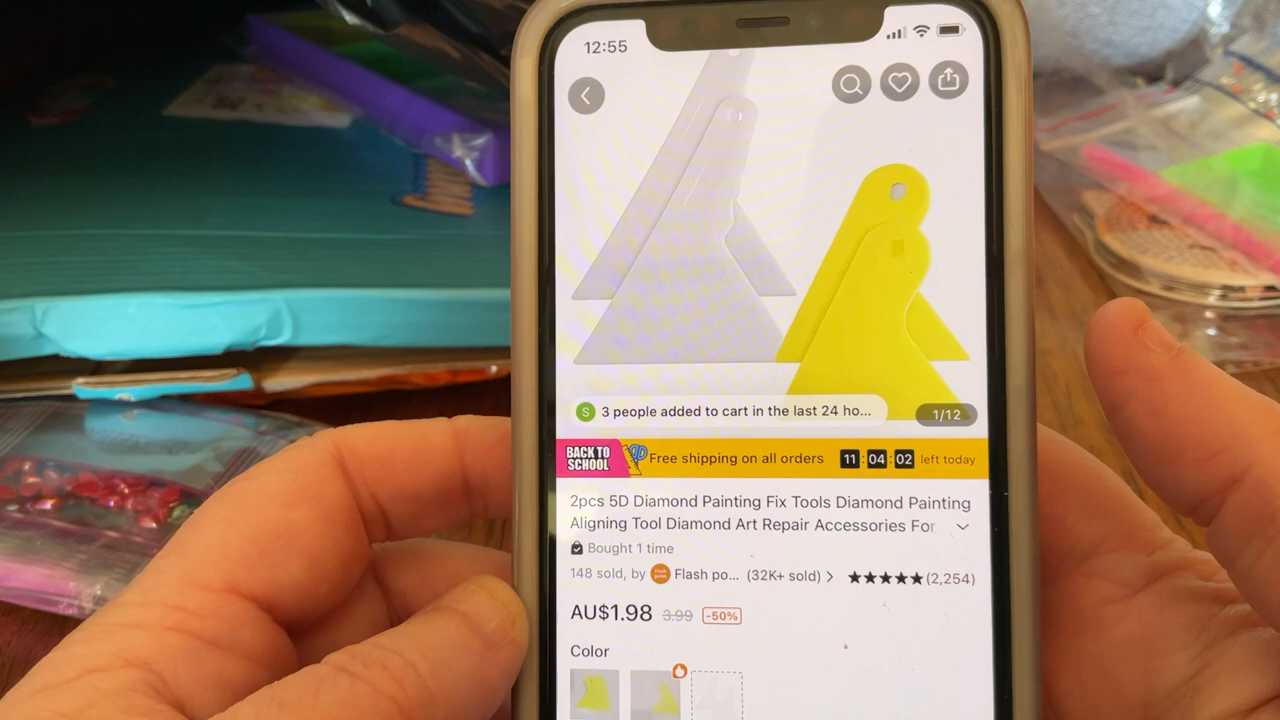 12:55
S 3 people added to cart in the last 24 ho...
1/12
BACK TO
SCHOOL
Free shipping on all orders 11:04:02 left today
2pcs 5D Diamond Painting Fix Tools Diamond Painting
Aligning Tool Diamond Art Repair Accessories For
Bought 1 time
148 sold, by Flash po... (32K+ sold) > ★★★★★(2,254)
AU$1.98 3.99 -50%
Color